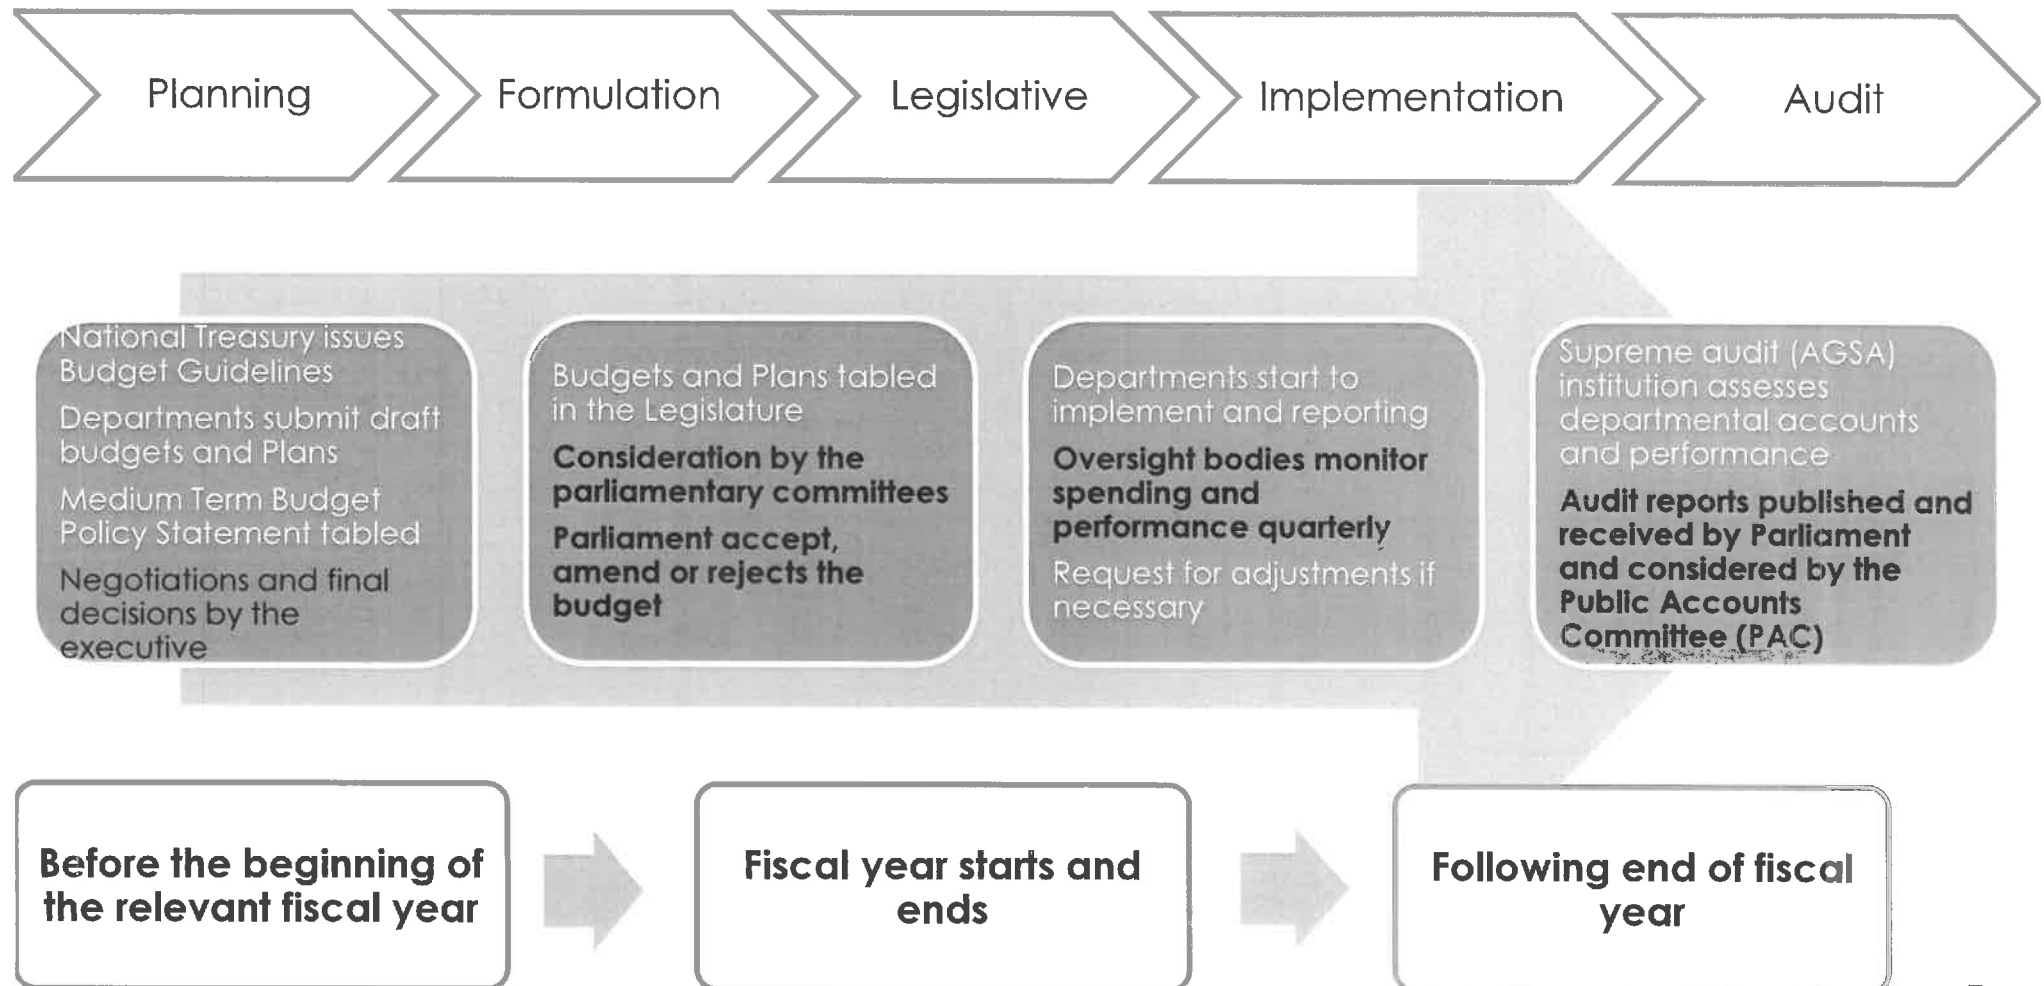 Planning
Formulation
Legislative
Implementation
Audit
National Treasury issues
Budget Guidelines
Departments submit draft
budgets and Plans
Medium Term Budget
Policy Statement tabled
Negotiations and final
decisions by the
executive
Budgets and Plans tabled
in the Legislature
Consideration by the
parliamentary committees
Parliament accept,
amend or rejects the
budget
Departments start to
implement and reporting
Oversight bodies monitor
spending and
performance quarterly
Request for adjustments if
necessary
Supreme audit (AGSA)
institution assesses
departmental accounts
and performance
Audit reports published and
received by Parliament
and considered by the
Public Accounts
Committee (PAC)
Before the beginning of
the relevant fiscal year
Fiscal year starts and
ends
Following end of fiscal
year